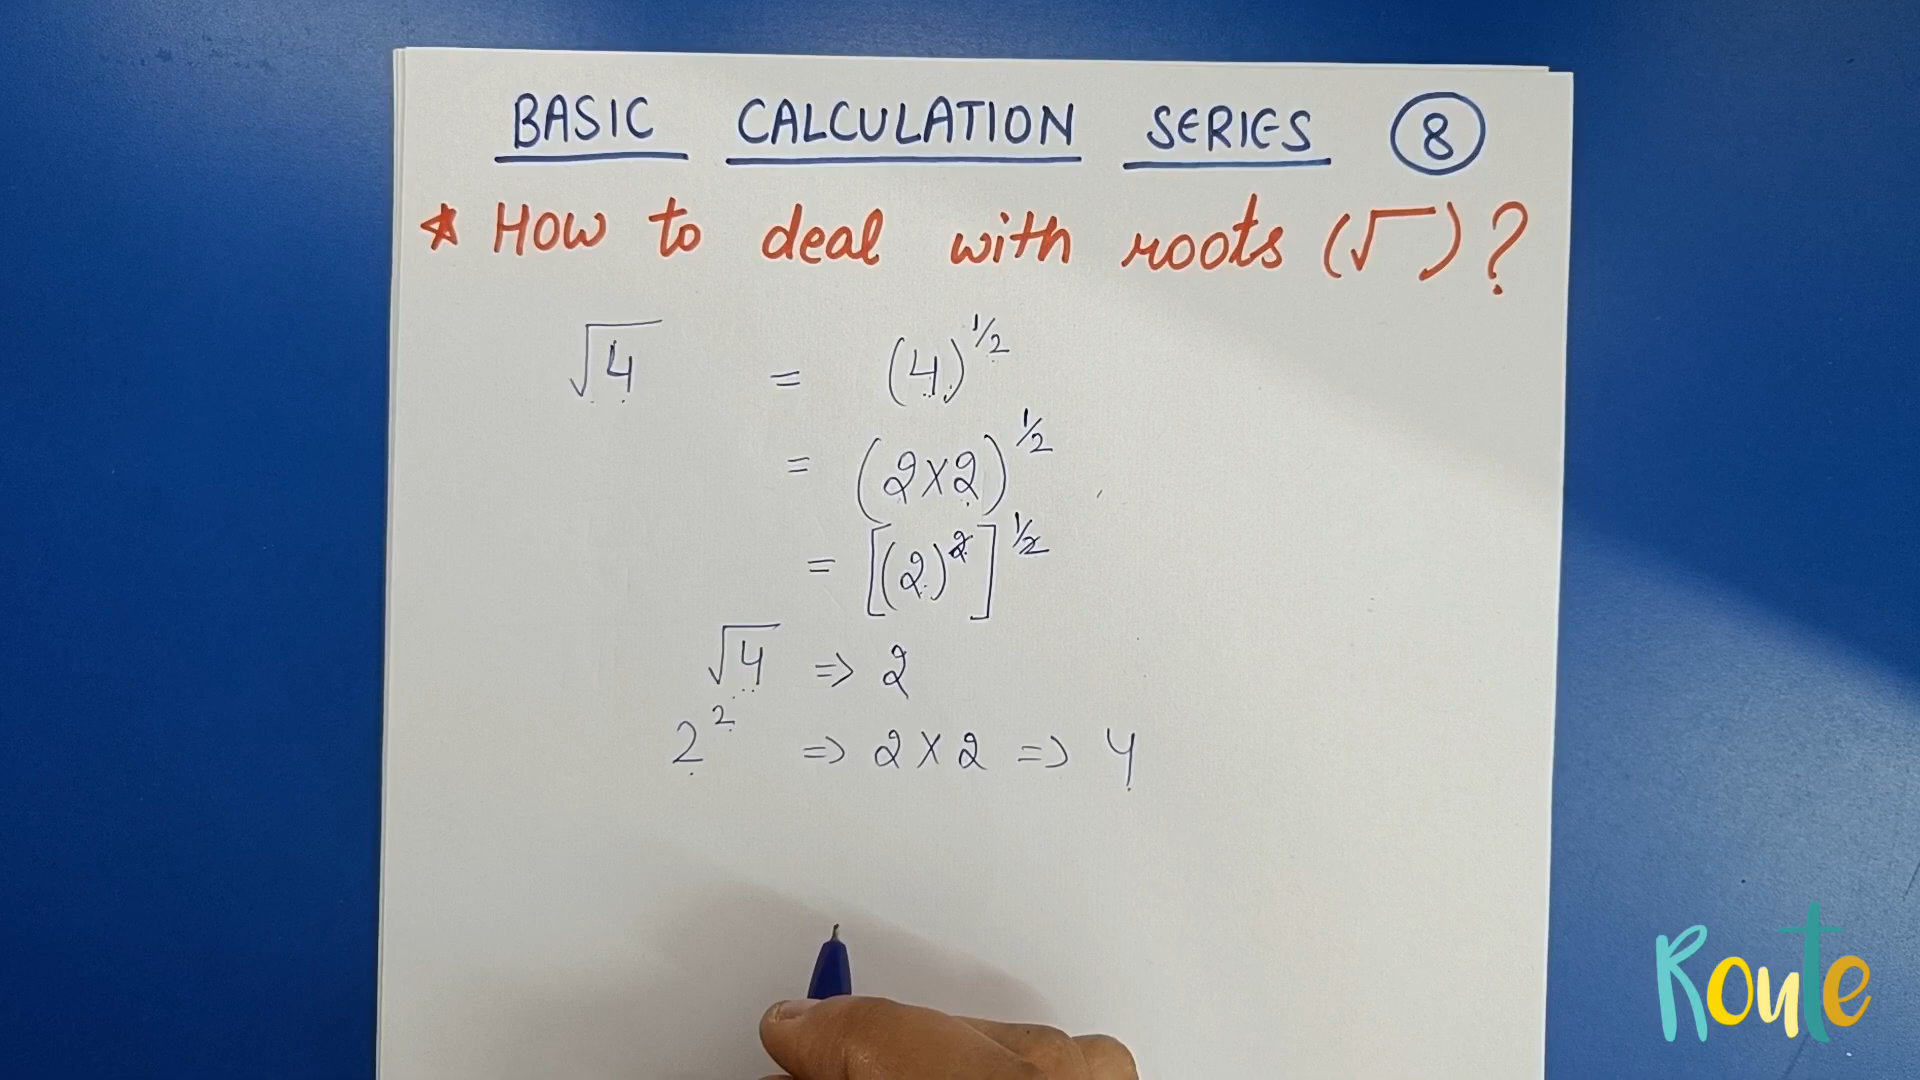 BASIC CALCULATION SERIES 8
★ How to deal with roots (√‾)?
√4 = (4)^1/2
= (2×2)^1/2
= [(2)^2]^1/2
√4 => 2
2^2 => 2×2 => 4
Route